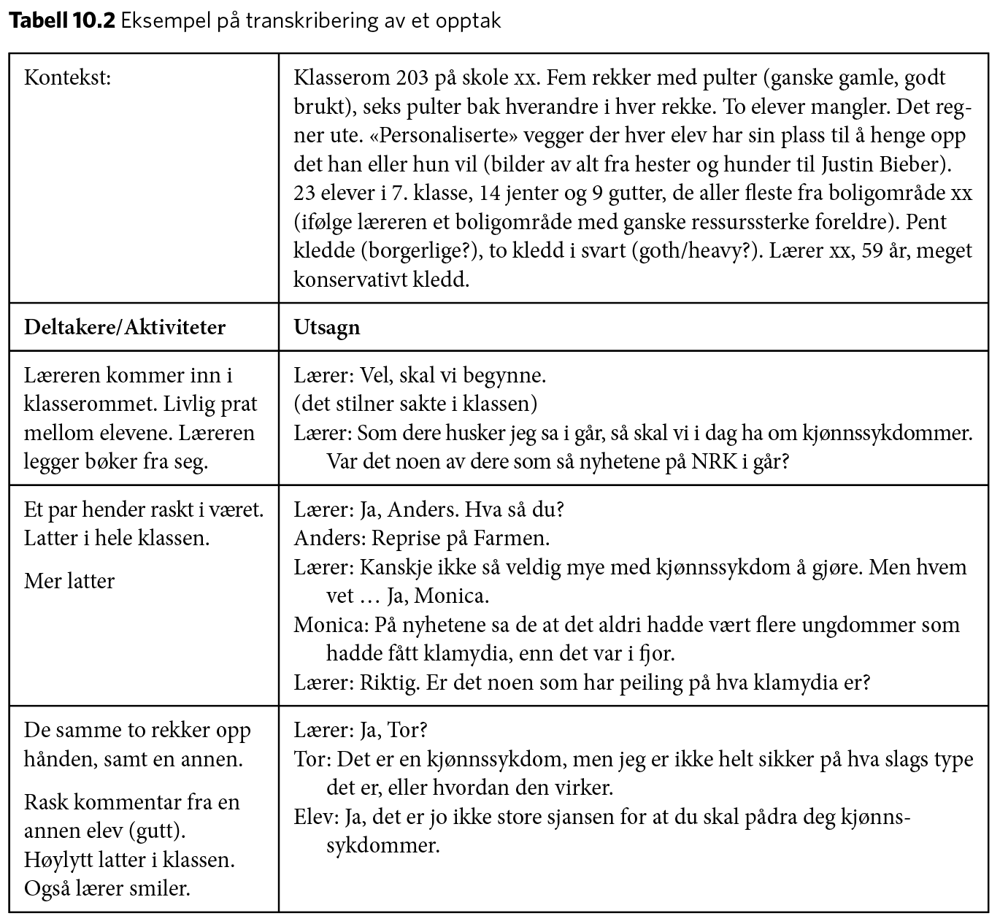 Tabell 10.2 Eksempel på transkribering av et opptak
Kontekst:
Klasserom 203 på skole xx. Fem rekker med pulter (ganske gamle, godt
brukt), seks pulter bak hverandre i hver rekke. To elever mangler. Det reg-
ner ute. «Personaliserte» vegger der hver elev har sin plass til å henge opp
det han eller hun vil (bilder av alt fra hester og hunder til Justin Bieber).
23 elever i 7. klasse, 14 jenter og 9 gutter, de aller fleste fra boligområde xx
(ifølge læreren et boligområde med ganske ressurssterke foreldre). Pent
kledde (borgerlige?), to kledd i svart (goth/heavy?). Lærer xx, 59 år, meget
konservativt kledd.
Deltakere/Aktiviteter
Utsagn
Læreren kommer inn i
klasserommet. Livlig prat
mellom elevene. Læreren
legger bøker fra seg.
Lærer: Vel, skal vi begynne.
(det stilner sakte i klassen)
Lærer: Som dere husker jeg sa i går, så skal vi i dag ha om kjønnssykdommer.
Var det noen av dere som så nyhetene på NRK i går?
Et par hender raskt i været.
Latter i hele klassen.
Mer latter
Lærer: Ja, Anders. Hva så du?
Anders: Reprise på Farmen.
Lærer: Kanskje ikke så veldig mye med kjønnssykdom å gjøre. Men hvem
vet … Ja, Monica.
Monica: På nyhetene sa de at det aldri hadde vært flere ungdommer som
hadde fått klamydia, enn det var i fjor.
Lærer: Riktig. Er det noen som har peiling på hva klamydia er?
De samme to rekker opp
hånden, samt en annen.
Rask kommentar fra en
annen elev (gutt).
Høylytt latter i klassen.
Også lærer smiler.
Lærer: Ja, Tor?
Tor: Det er en kjønnssykdom, men jeg er ikke helt sikker på hva slags type
det er, eller hvordan den virker.
Elev: Ja, det er jo ikke store sjansen for at du skal pådra deg kjønns-
sykdommer.